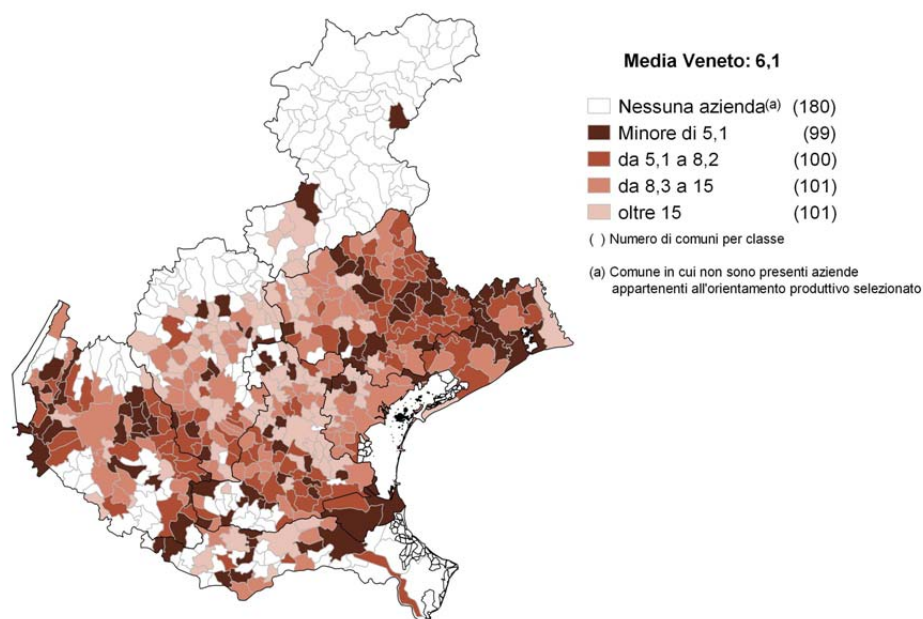 Media Veneto: 6,1
Nessuna azienda(a) (180)
Minore di 5,1 (99)
da 5,1 a 8,2 (100)
da 8,3 a 15 (101)
oltre 15 (101)
( ) Numero di comuni per classe
(a) Comune in cui non sono presenti aziende
appartenenti all'orientamento produttivo selezionato